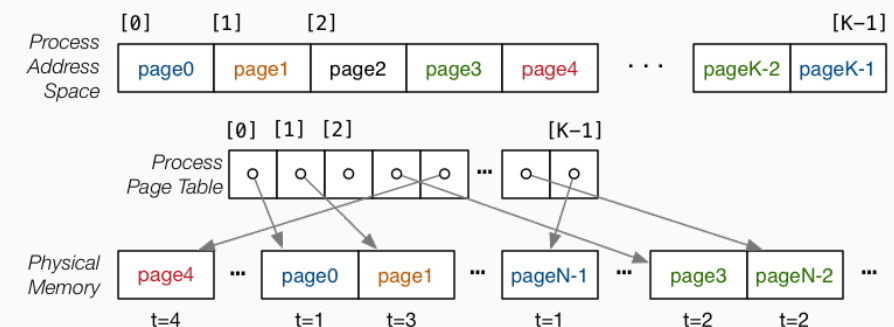 [0] [1] [2] [K-1]
Process
Address
Space
page0 page1 page2 page3 page4 ... pageK-2 pageK-1
[0] [1] [2] [K-1]
Process
Page Table
...
Physical
Memory
page4 ... page0 page1 ... pageN-1 ... page3 pageN-2 ...
t=4 t=1 t=3 t=1 t=2 t=2